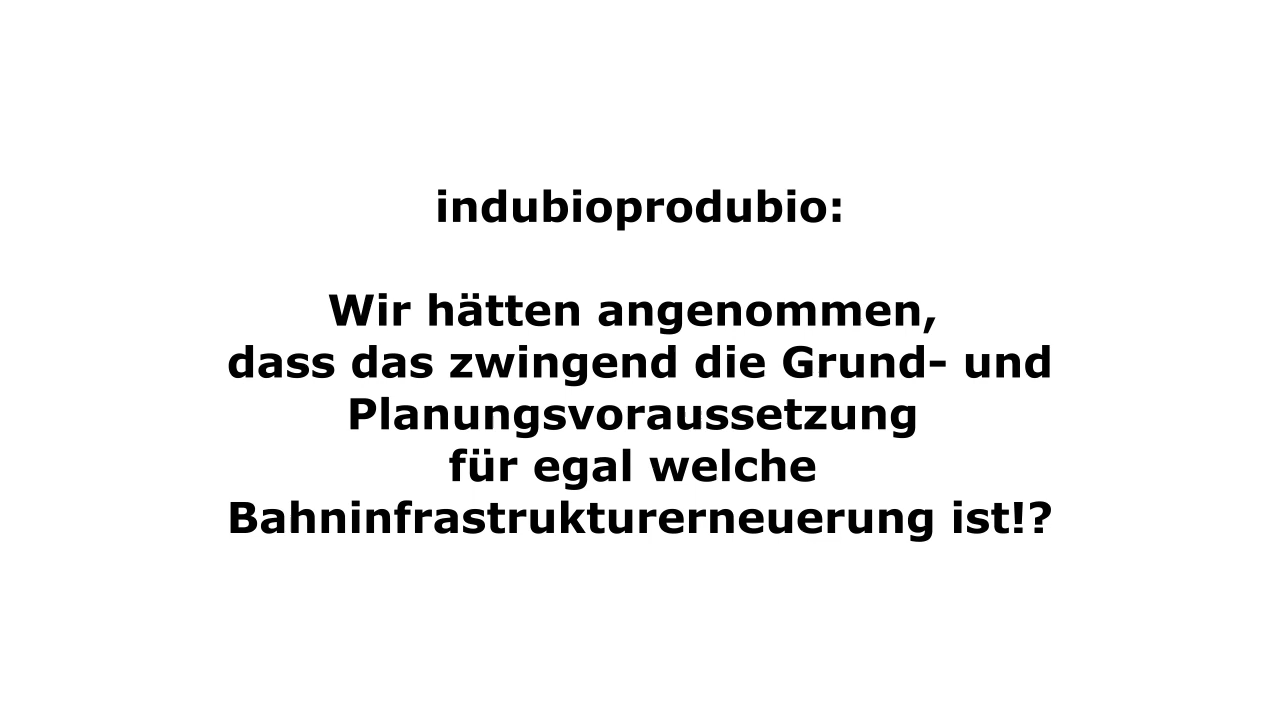 indubioprodubio:
Wir hätten angenommen,
dass das zwingend die Grund- und
Planungsvoraussetzung
für egal welche
Bahninfrastrukturerneuerung ist!?